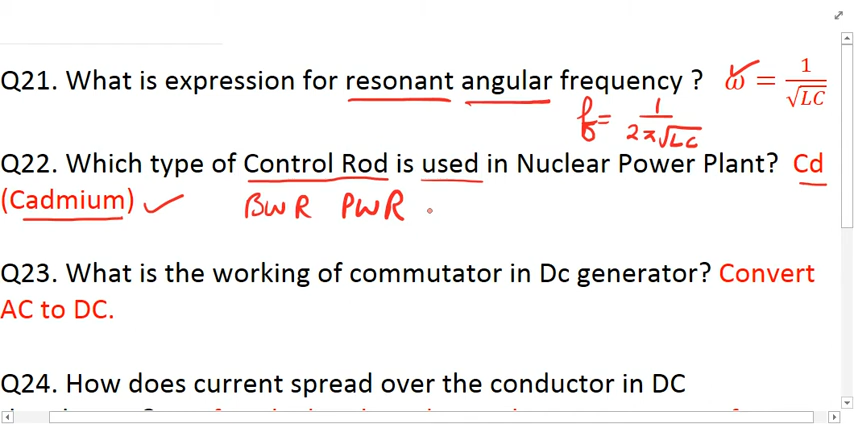 Q21. What is expression for resonant angular frequency ? ω = 1/√LC
f = 1/2π√LC
Q22. Which type of Control Rod is used in Nuclear Power Plant? Cd
(Cadmium)
BWR PWR
Q23. What is the working of commutator in Dc generator? Convert
AC to DC.
Q24. How does current spread over the conductor in DC